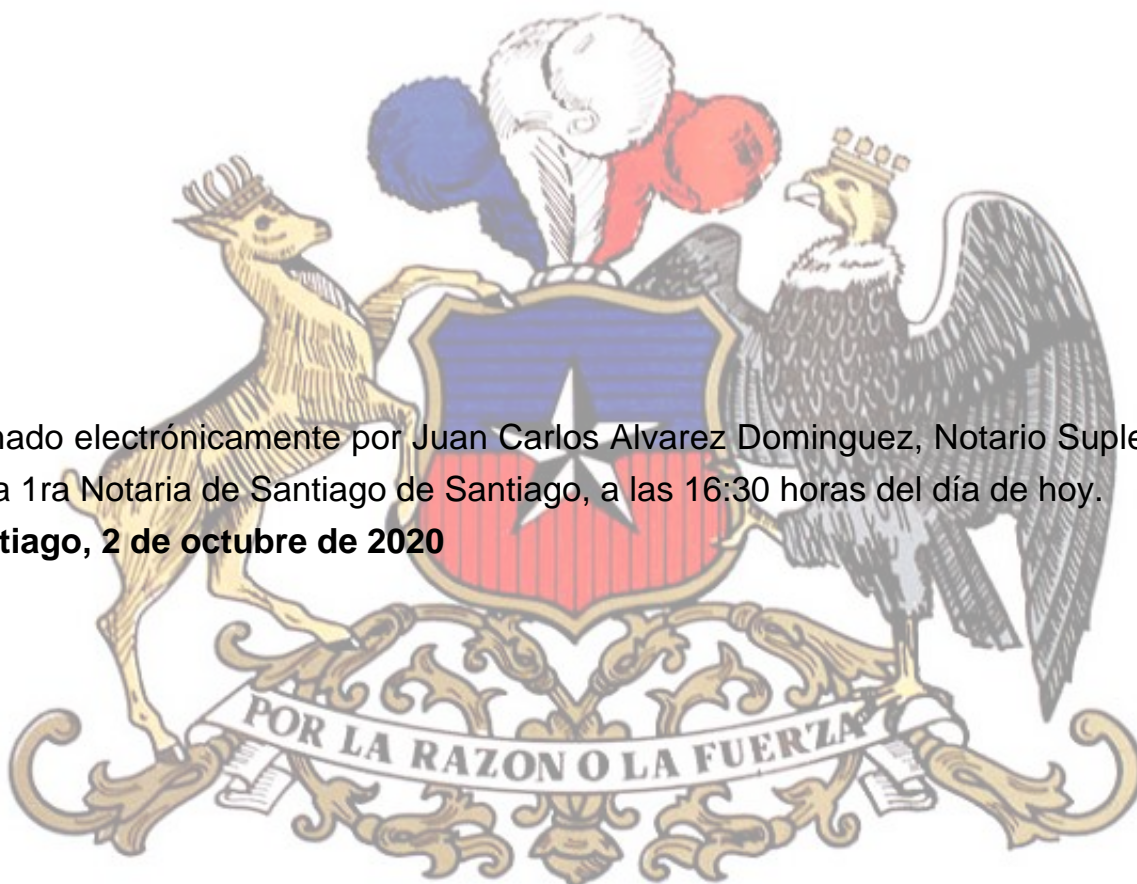 nado electrónicamente por Juan Carlos Alvarez Dominguez, Notario Suple
a 1ra Notaria de Santiago de Santiago, a las 16:30 horas del día de hoy.
tiago, 2 de octubre de 2020
POR LA RAZON O LA FUERZA